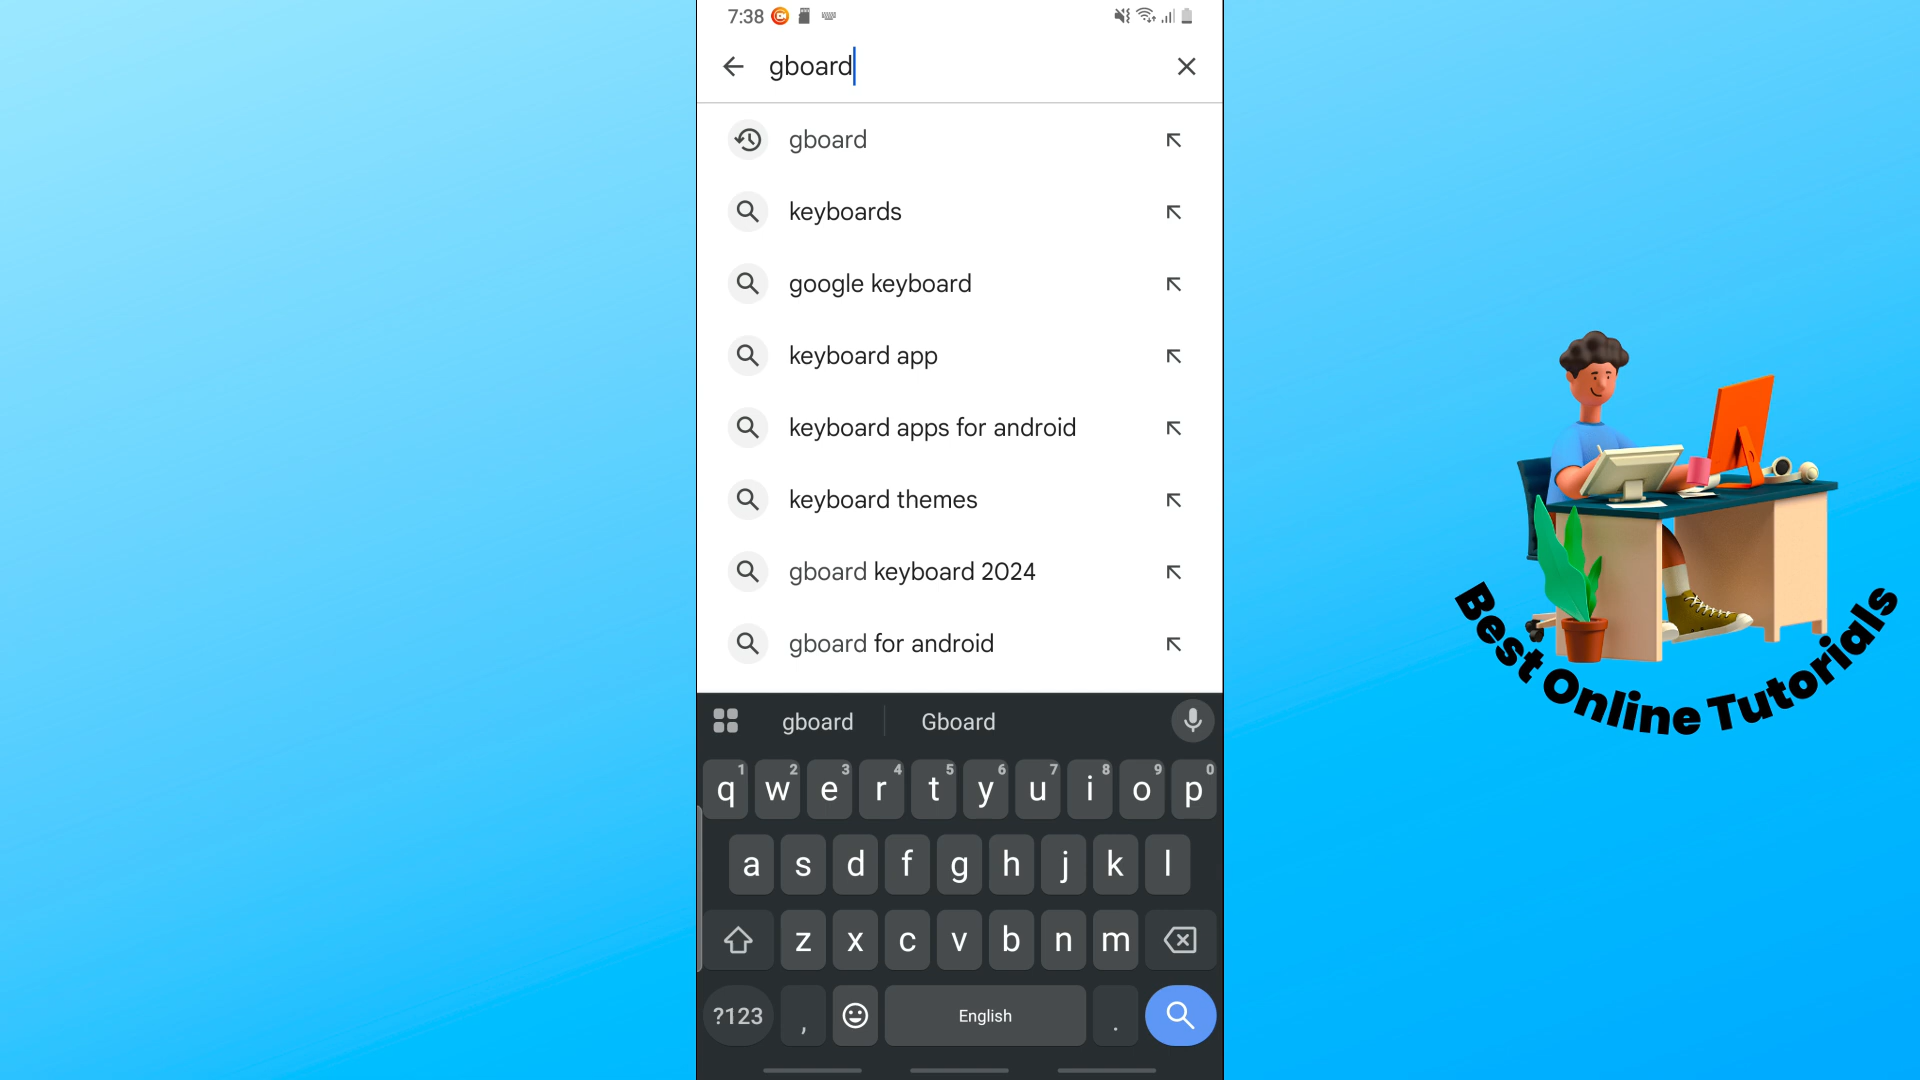 7:38
gboard
gboard
keyboards
google keyboard
keyboard app
keyboard apps for android
keyboard themes
gboard keyboard 2024
gboard for android
gboard Gboard
1 2 3 4 5 6 7 8 9 0
q w e r t y u i o p
a s d f g h j k l
z x c v b n m
?123 , English .
Best Online Tutorials